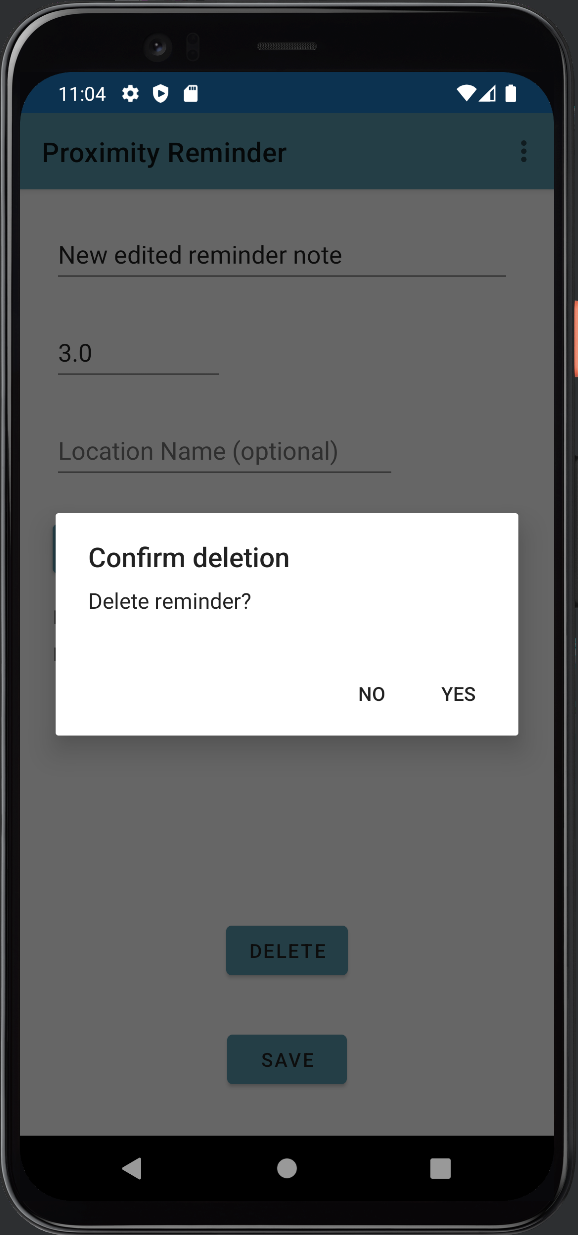 11:04
Proximity Reminder
New edited reminder note
3.0
Location Name (optional)
Confirm deletion
Delete reminder?
NO YES
DELETE
SAVE